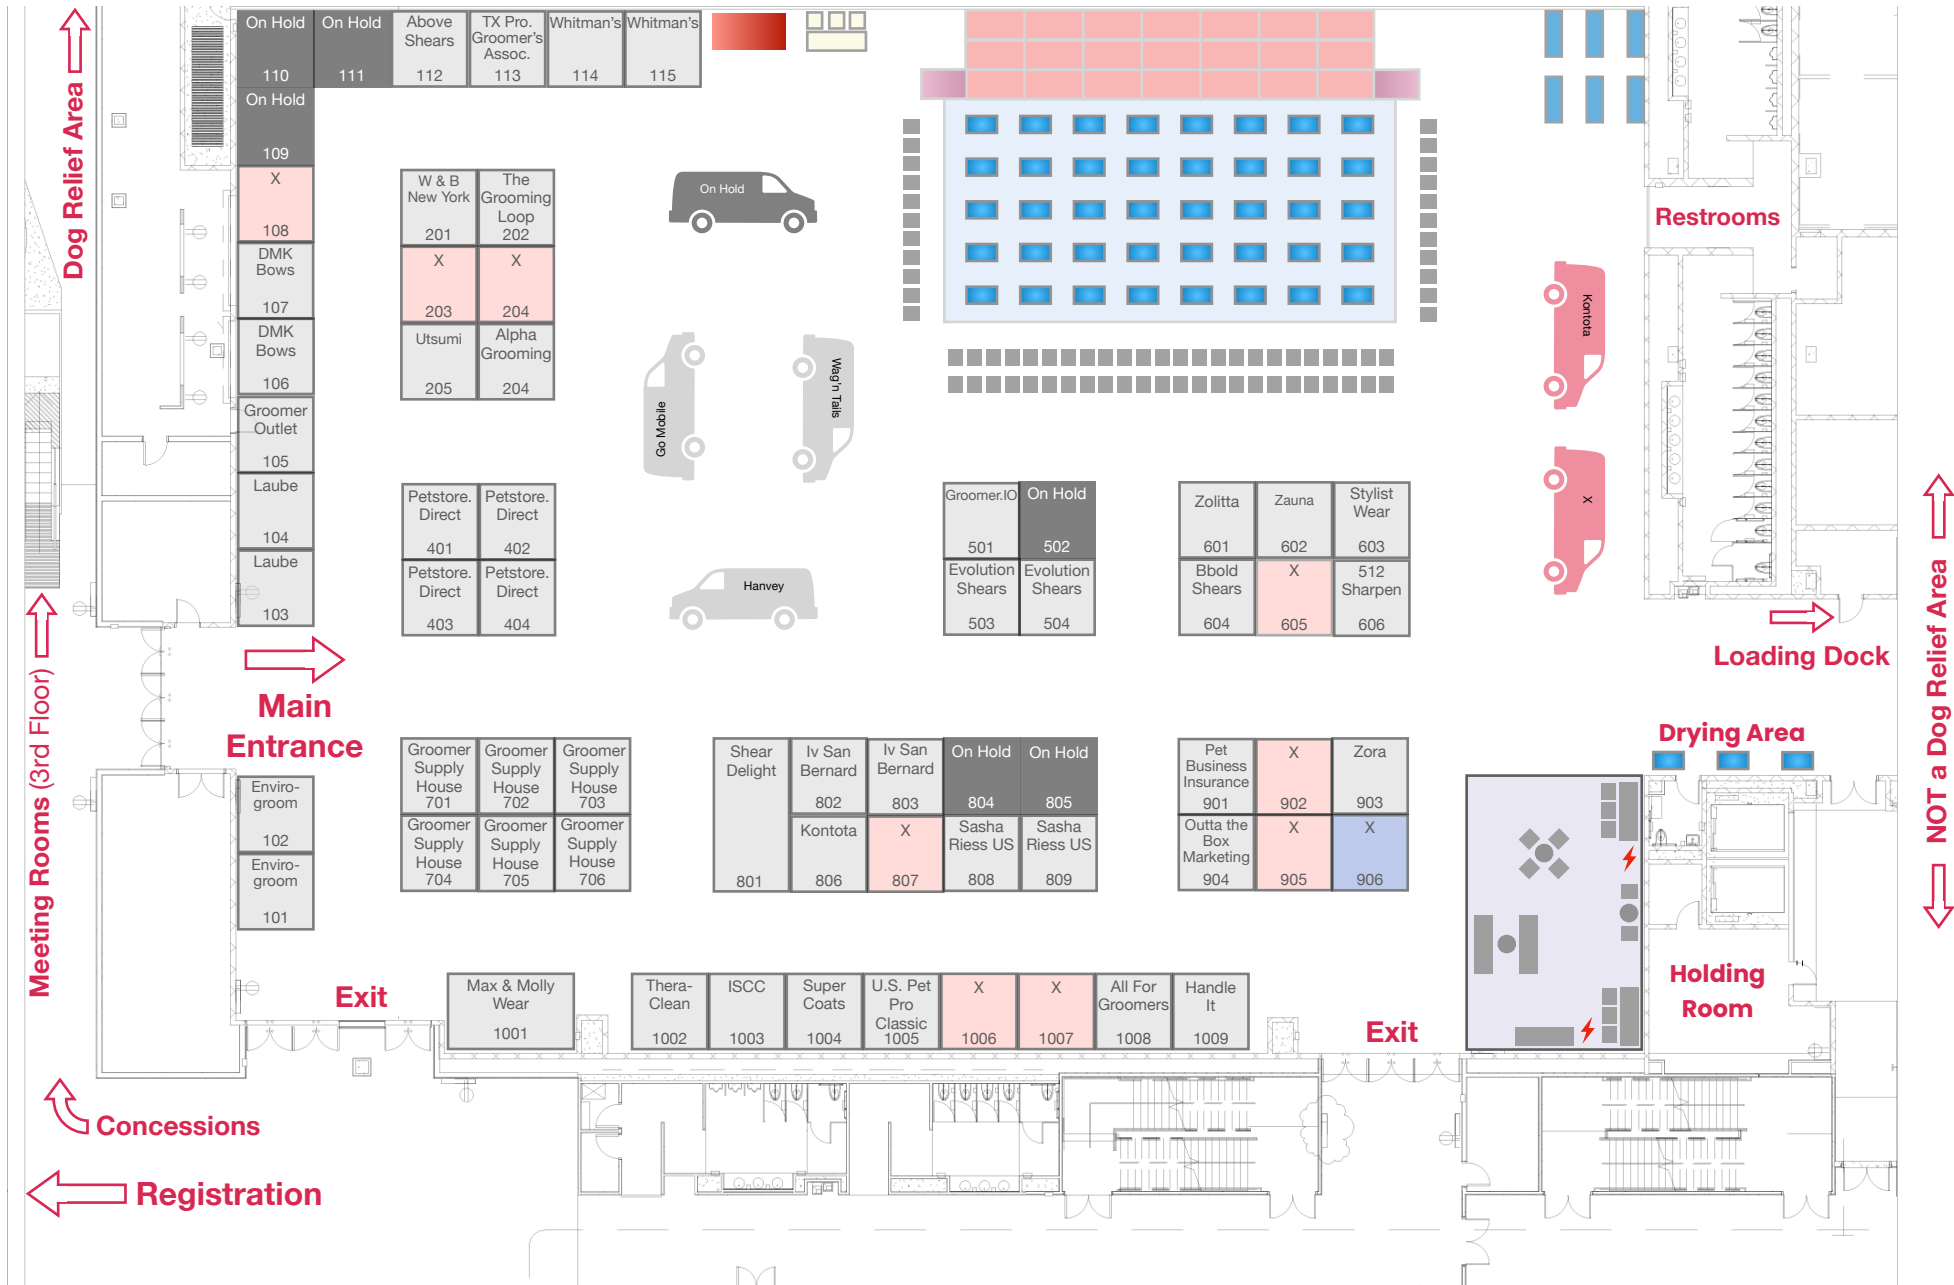 Dog Relief Area
On Hold
110
On Hold
111
Above
Shears
112
TX Pro.
Groomer's
Assoc.
113
Whitman's
114
Whitman's
115
On Hold
109
X
108
DMK
Bows
107
DMK
Bows
106
Groomer
Outlet
105
Laube
104
Laube
103
W & B
New York
201
The
Grooming
Loop
202
X
203
X
204
Utsumi
205
Alpha
Grooming
204
On Hold
Go Mobile
Wag'n Tails
Hanvey
Restrooms
Kontota
X
Petstore.
Direct
401
Petstore.
Direct
402
Petstore.
Direct
403
Petstore.
Direct
404
Groomer.IO
501
On Hold
502
Evolution
Shears
503
Evolution
Shears
504
Zolitta
601
Zauna
602
Stylist
Wear
603
Bbold
Shears
604
X
605
512
Sharpen
606
Loading Dock
NOT a Dog Relief Area
Meeting Rooms (3rd Floor)
Main
Entrance
Drying Area
Enviro-
groom
102
Enviro-
groom
101
Groomer
Supply
House
701
Groomer
Supply
House
702
Groomer
Supply
House
703
Groomer
Supply
House
704
Groomer
Supply
House
705
Groomer
Supply
House
706
Shear
Delight
801
Iv San
Bernard
802
Iv San
Bernard
803
On Hold
804
On Hold
805
Kontota
806
X
807
Sasha
Riess US
808
Sasha
Riess US
809
Pet
Business
Insurance
901
X
902
Zora
903
Outta the
Box
Marketing
904
X
905
X
906
Holding
Room
Exit
Max & Molly
Wear
1001
Thera-
Clean
1002
ISCC
1003
Super
Coats
1004
U.S. Pet
Pro
Classic
1005
X
1006
X
1007
All For
Groomers
1008
Handle
It
1009
Exit
Concessions
Registration